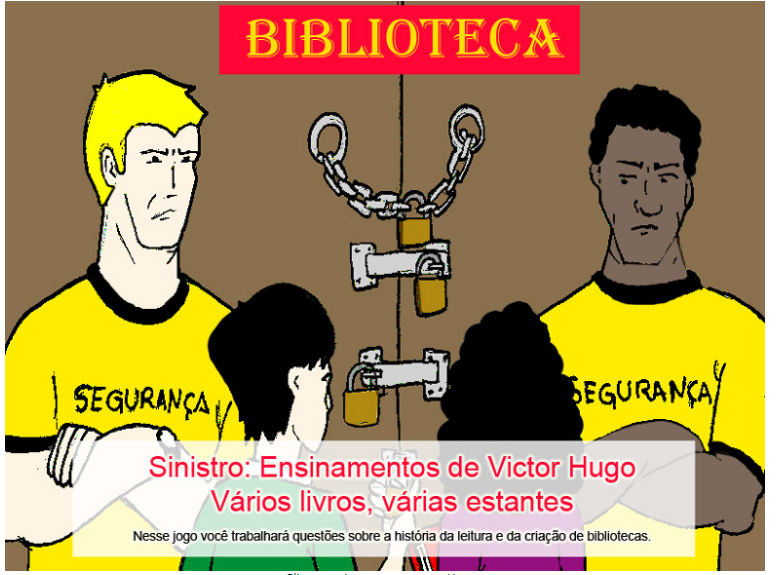 BIBLIOTECA
SEGURANÇA
SEGURANÇA
Sinistro: Ensinamentos de Victor Hugo
Vários livros, várias estantes
Nesse jogo você trabalhará questões sobre a história da leitura e da criação de bibliotecas.